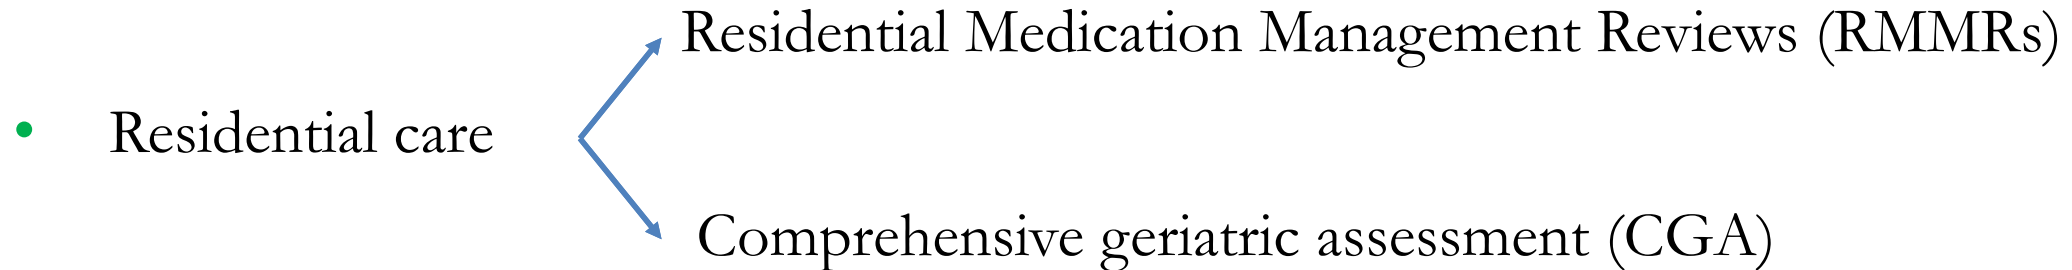 Residential Medication Management Reviews (RMMRs)
• Residential care
Comprehensive geriatric assessment (CGA)